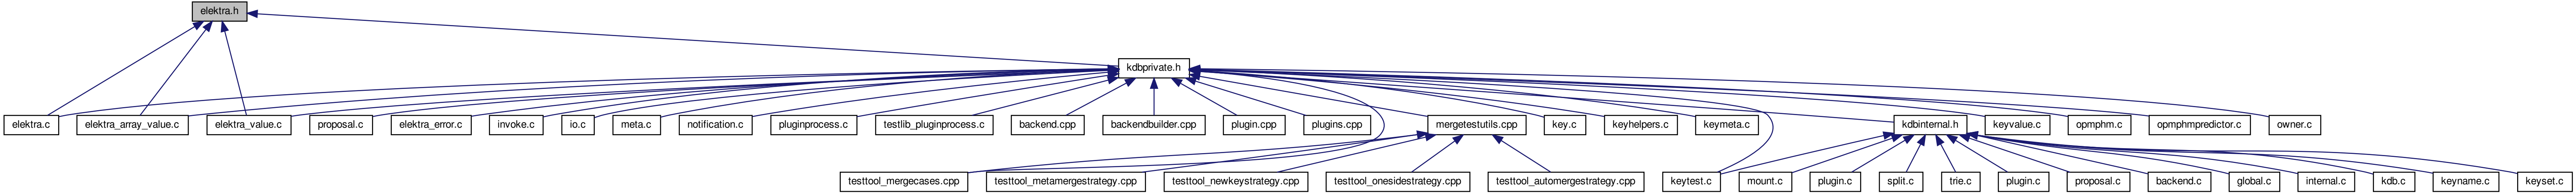 elektra.h
kdbprivate.h
elektra.c
elektra_array_value.c
elektra_value.c
proposal.c
elektra_error.c
invoke.c
io.c
meta.c
notification.c
pluginprocess.c
testlib_pluginprocess.c
backend.cpp
backendbuilder.cpp
plugin.cpp
plugins.cpp
mergetestutils.cpp
key.c
keyhelpers.c
keymeta.c
kdbinternal.h
keyvalue.c
opmphm.c
opmphmpredictor.c
owner.c
testtool_mergecases.cpp
testtool_metamergestrategy.cpp
testtool_newkeystrategy.cpp
testtool_onesidestrategy.cpp
testtool_automergestrategy.cpp
keytest.c
mount.c
plugin.c
split.c
trie.c
plugin.c
proposal.c
backend.c
global.c
internal.c
kdb.c
keyname.c
keyset.c